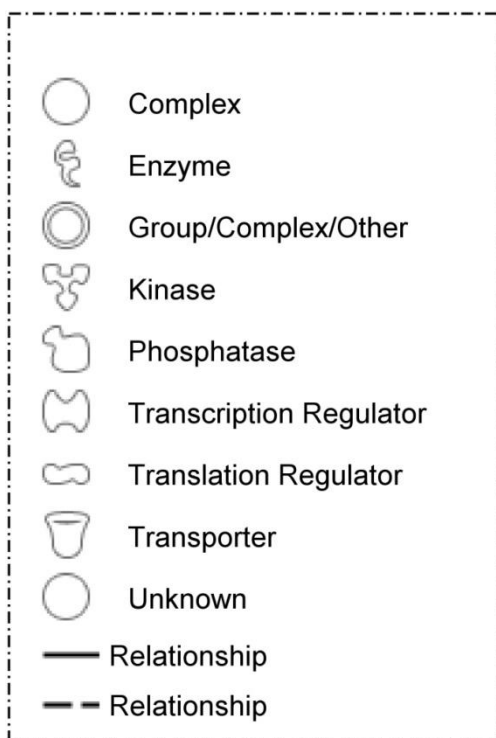 Complex
Enzyme
Group/Complex/Other
Kinase
Phosphatase
Transcription Regulator
Translation Regulator
Transporter
Unknown
Relationship
Relationship